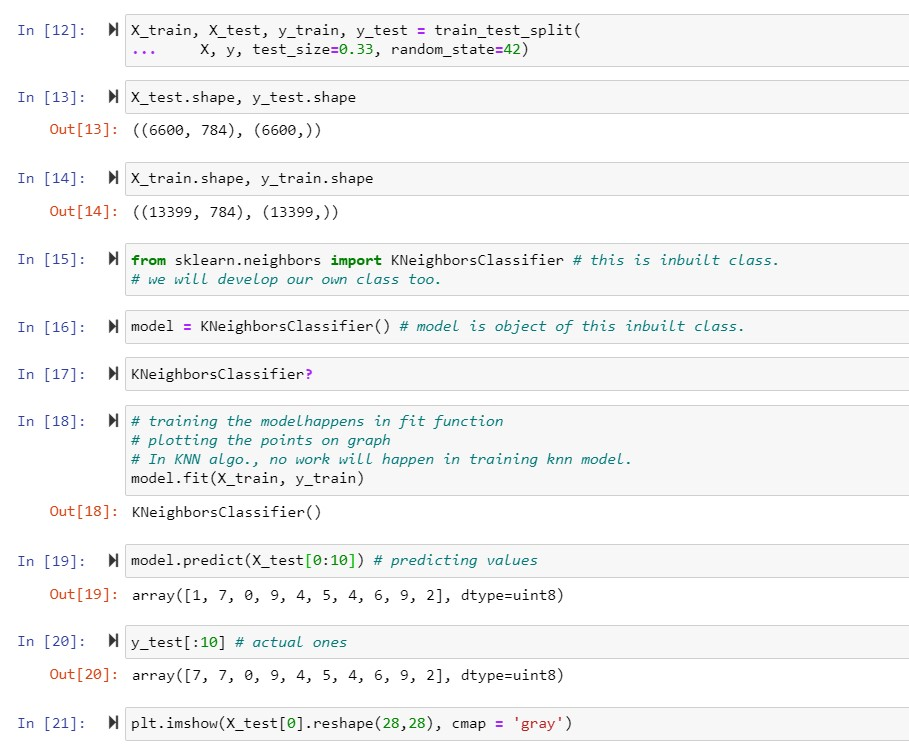 In [12]: X_train, X_test, y_train, y_test = train_test_split(
...     X, y, test_size=0.33, random_state=42)
In [13]: X_test.shape, y_test.shape
Out[13]: ((6600, 784), (6600,))
In [14]: X_train.shape, y_train.shape
Out[14]: ((13399, 784), (13399,))
In [15]: from sklearn.neighbors import KNeighborsClassifier # this is inbuilt class.
# we will develop our own class too.
In [16]: model = KNeighborsClassifier() # model is object of this inbuilt class.
In [17]: KNeighborsClassifier?
In [18]: # training the modelhappens in fit function
# plotting the points on graph
# In KNN algo., no work will happen in training knn model.
model.fit(X_train, y_train)
Out[18]: KNeighborsClassifier()
In [19]: model.predict(X_test[0:10]) # predicting values
Out[19]: array([1, 7, 0, 9, 4, 5, 4, 6, 9, 2], dtype=uint8)
In [20]: y_test[:10] # actual ones
Out[20]: array([7, 7, 0, 9, 4, 5, 4, 6, 9, 2], dtype=uint8)
In [21]: plt.imshow(X_test[0].reshape(28,28), cmap = 'gray')